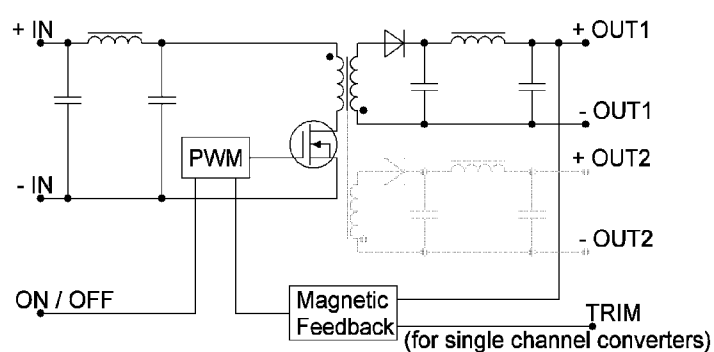 + IN
+ OUT1
- OUT1
PWM
+ OUT2
- IN
- OUT2
ON / OFF
Magnetic
Feedback
TRIM
(for single channel converters)